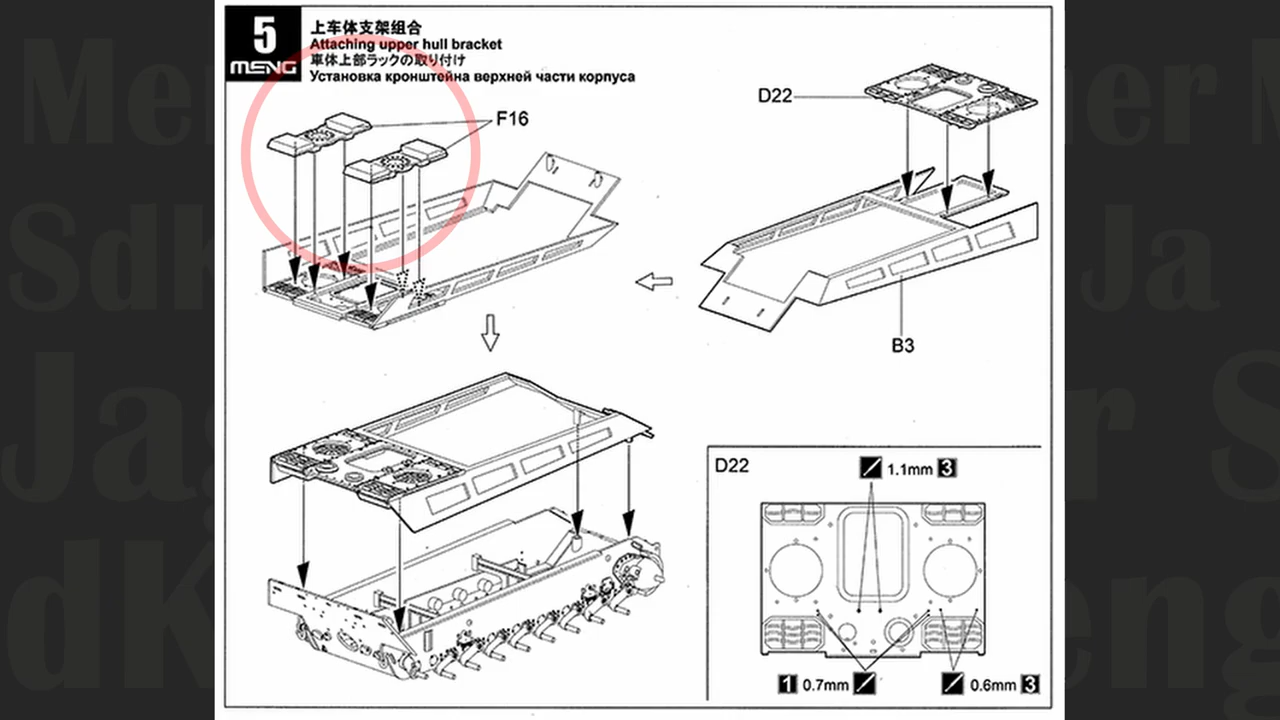 5
MENG
上车体支架组合
Attaching upper hull bracket
車体上部ラックの取り付け
Установка кронштейна верхней части корпуса
F16
D22
B3
D22
1.1mm 3
1 0.7mm
0.6mm 3